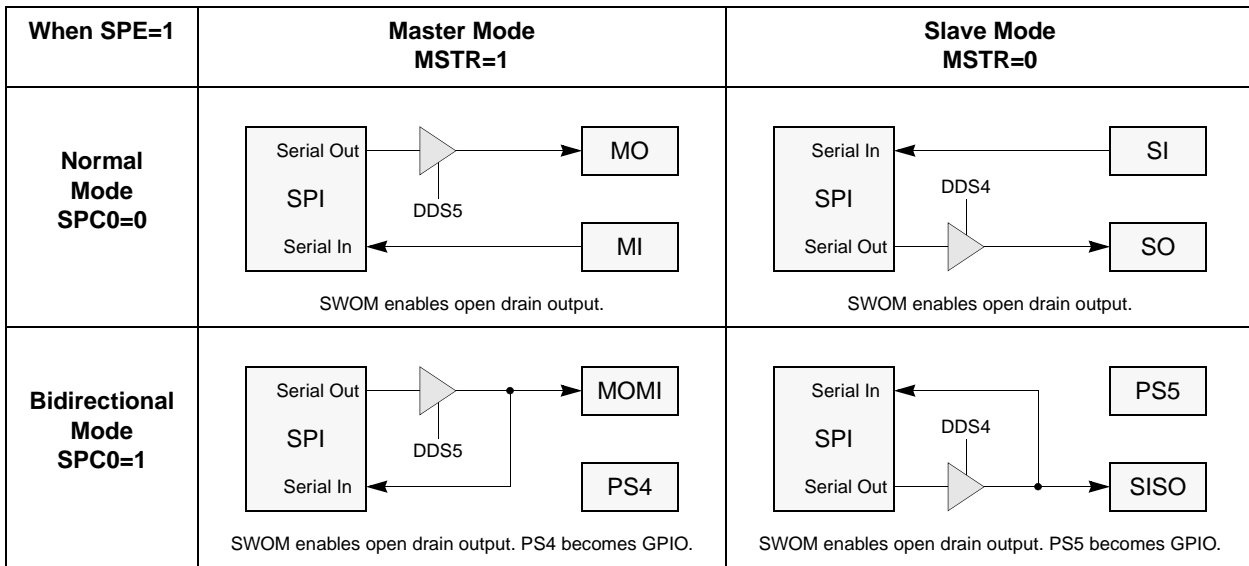 When SPE=1
Master Mode
MSTR=1
Slave Mode
MSTR=0
Normal
Mode
SPC0=0
Serial Out
SPI
Serial In
DDS5
MO
MI
SWOM enables open drain output.
Serial In
SPI
Serial Out
DDS4
SI
SO
SWOM enables open drain output.
Bidirectional
Mode
SPC0=1
Serial Out
SPI
Serial In
DDS5
MOMI
PS4
SWOM enables open drain output. PS4 becomes GPIO.
Serial In
SPI
Serial Out
DDS4
PS5
SISO
SWOM enables open drain output. PS5 becomes GPIO.